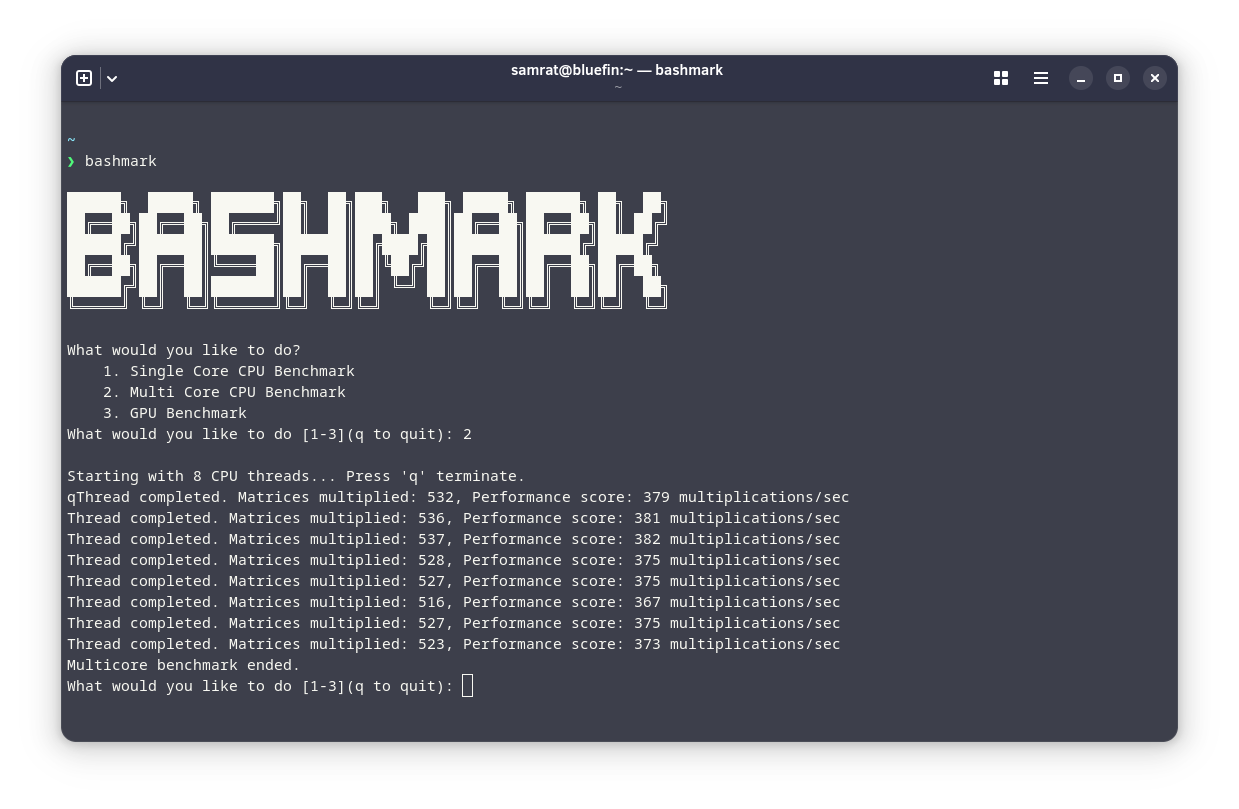 samrat@bluefin:~ — bashmark
~
~
❯ bashmark
BASHMARK
What would you like to do?
1. Single Core CPU Benchmark
2. Multi Core CPU Benchmark
3. GPU Benchmark
What would you like to do [1-3](q to quit): 2
Starting with 8 CPU threads... Press 'q' terminate.
qThread completed. Matrices multiplied: 532, Performance score: 379 multiplications/sec
Thread completed. Matrices multiplied: 536, Performance score: 381 multiplications/sec
Thread completed. Matrices multiplied: 537, Performance score: 382 multiplications/sec
Thread completed. Matrices multiplied: 528, Performance score: 375 multiplications/sec
Thread completed. Matrices multiplied: 527, Performance score: 375 multiplications/sec
Thread completed. Matrices multiplied: 516, Performance score: 367 multiplications/sec
Thread completed. Matrices multiplied: 527, Performance score: 375 multiplications/sec
Thread completed. Matrices multiplied: 523, Performance score: 373 multiplications/sec
Multicore benchmark ended.
What would you like to do [1-3](q to quit):